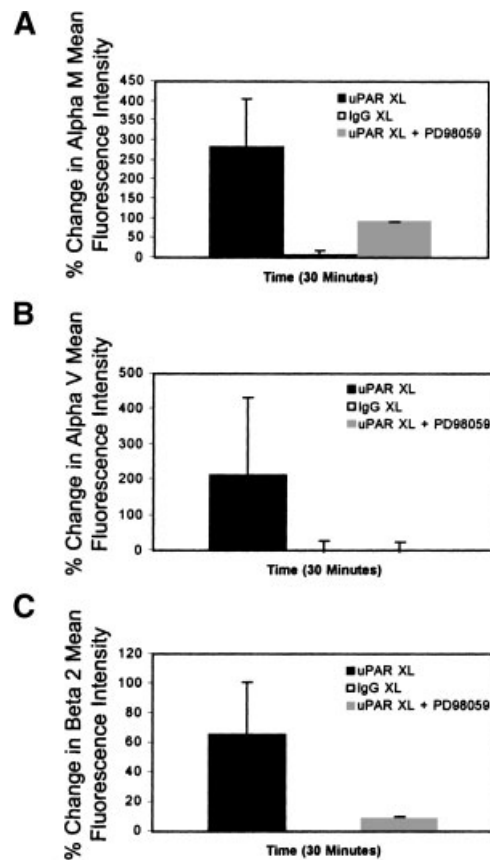 A
% Change in Alpha M Mean
Fluorescence Intensity
450
400
350
300
250
200
150
100
50
0
uPAR XL
IgG XL
uPAR XL + PD98059
Time (30 Minutes)
B
% Change in Alpha V Mean
Fluorescence Intensity
500
400
300
200
100
0
uPAR XL
IgG XL
uPAR XL + PD98059
Time (30 Minutes)
C
% Change in Beta 2 Mean
Fluorescence Intensity
120
100
80
60
40
20
0
uPAR XL
IgG XL
uPAR XL + PD98059
Time (30 Minutes)